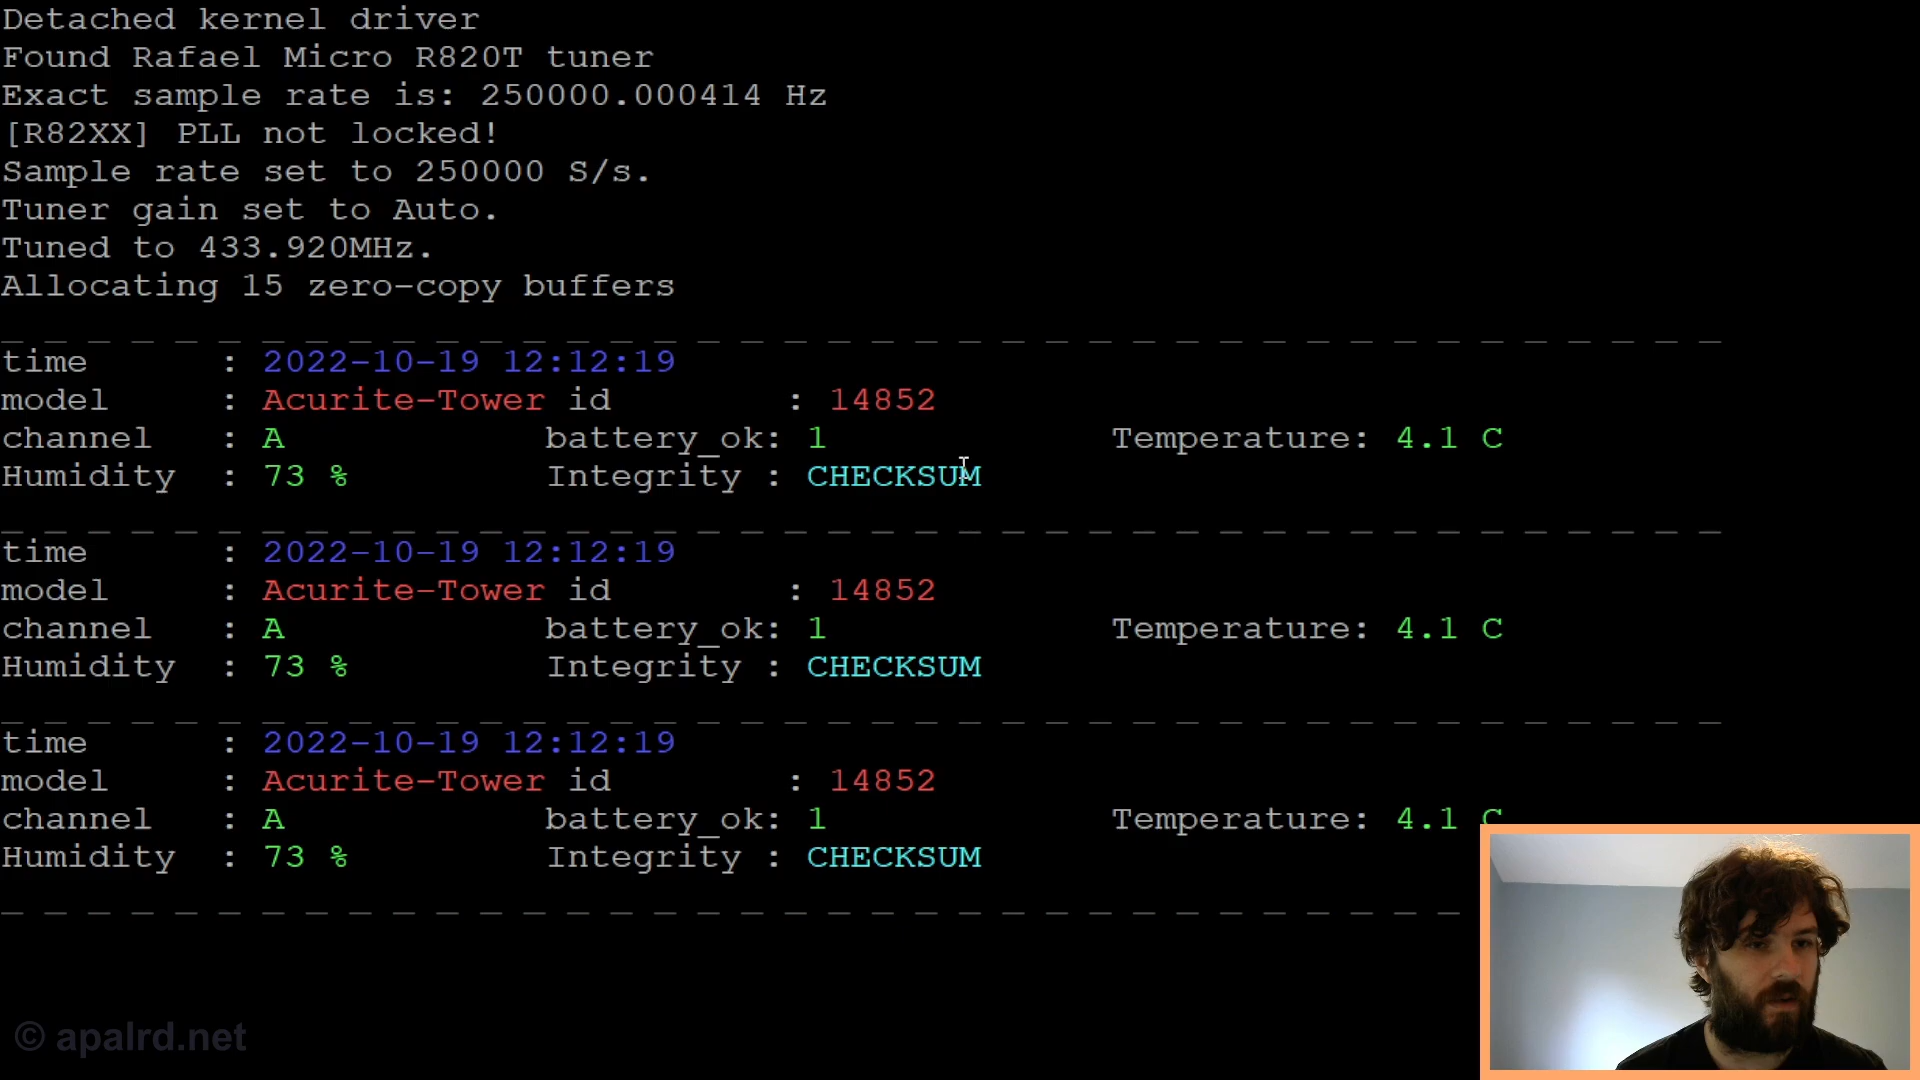 Detached kernel driver
Found Rafael Micro R820T tuner
Exact sample rate is: 250000.000414 Hz
[R82XX] PLL not locked!
Sample rate set to 250000 S/s.
Tuner gain set to Auto.
Tuned to 433.920MHz.
Allocating 15 zero-copy buffers
_ _ _ _ _ _ _ _ _ _ _ _ _ _ _ _ _ _ _ _ _ _ _ _ _ _ _ _ _ _ _ _ _ _ _ _ _ _ _ _
time : 2022-10-19 12:12:19
model : Acurite-Tower id : 14852
channel : A battery_ok: 1 Temperature: 4.1 C
Humidity : 73 % Integrity : CHECKSUM
_ _ _ _ _ _ _ _ _ _ _ _ _ _ _ _ _ _ _ _ _ _ _ _ _ _ _ _ _ _ _ _ _ _ _ _ _ _ _ _
time : 2022-10-19 12:12:19
model : Acurite-Tower id : 14852
channel : A battery_ok: 1 Temperature: 4.1 C
Humidity : 73 % Integrity : CHECKSUM
_ _ _ _ _ _ _ _ _ _ _ _ _ _ _ _ _ _ _ _ _ _ _ _ _ _ _ _ _ _ _ _ _ _ _ _ _ _ _ _
time : 2022-10-19 12:12:19
model : Acurite-Tower id : 14852
channel : A battery_ok: 1 Temperature: 4.1 C
Humidity : 73 % Integrity : CHECKSUM
_ _ _ _ _ _ _ _ _ _ _ _ _ _ _ _ _ _ _ _ _ _ _ _ _ _ _ _ _ _ _ _ _ _
© apalrd.net